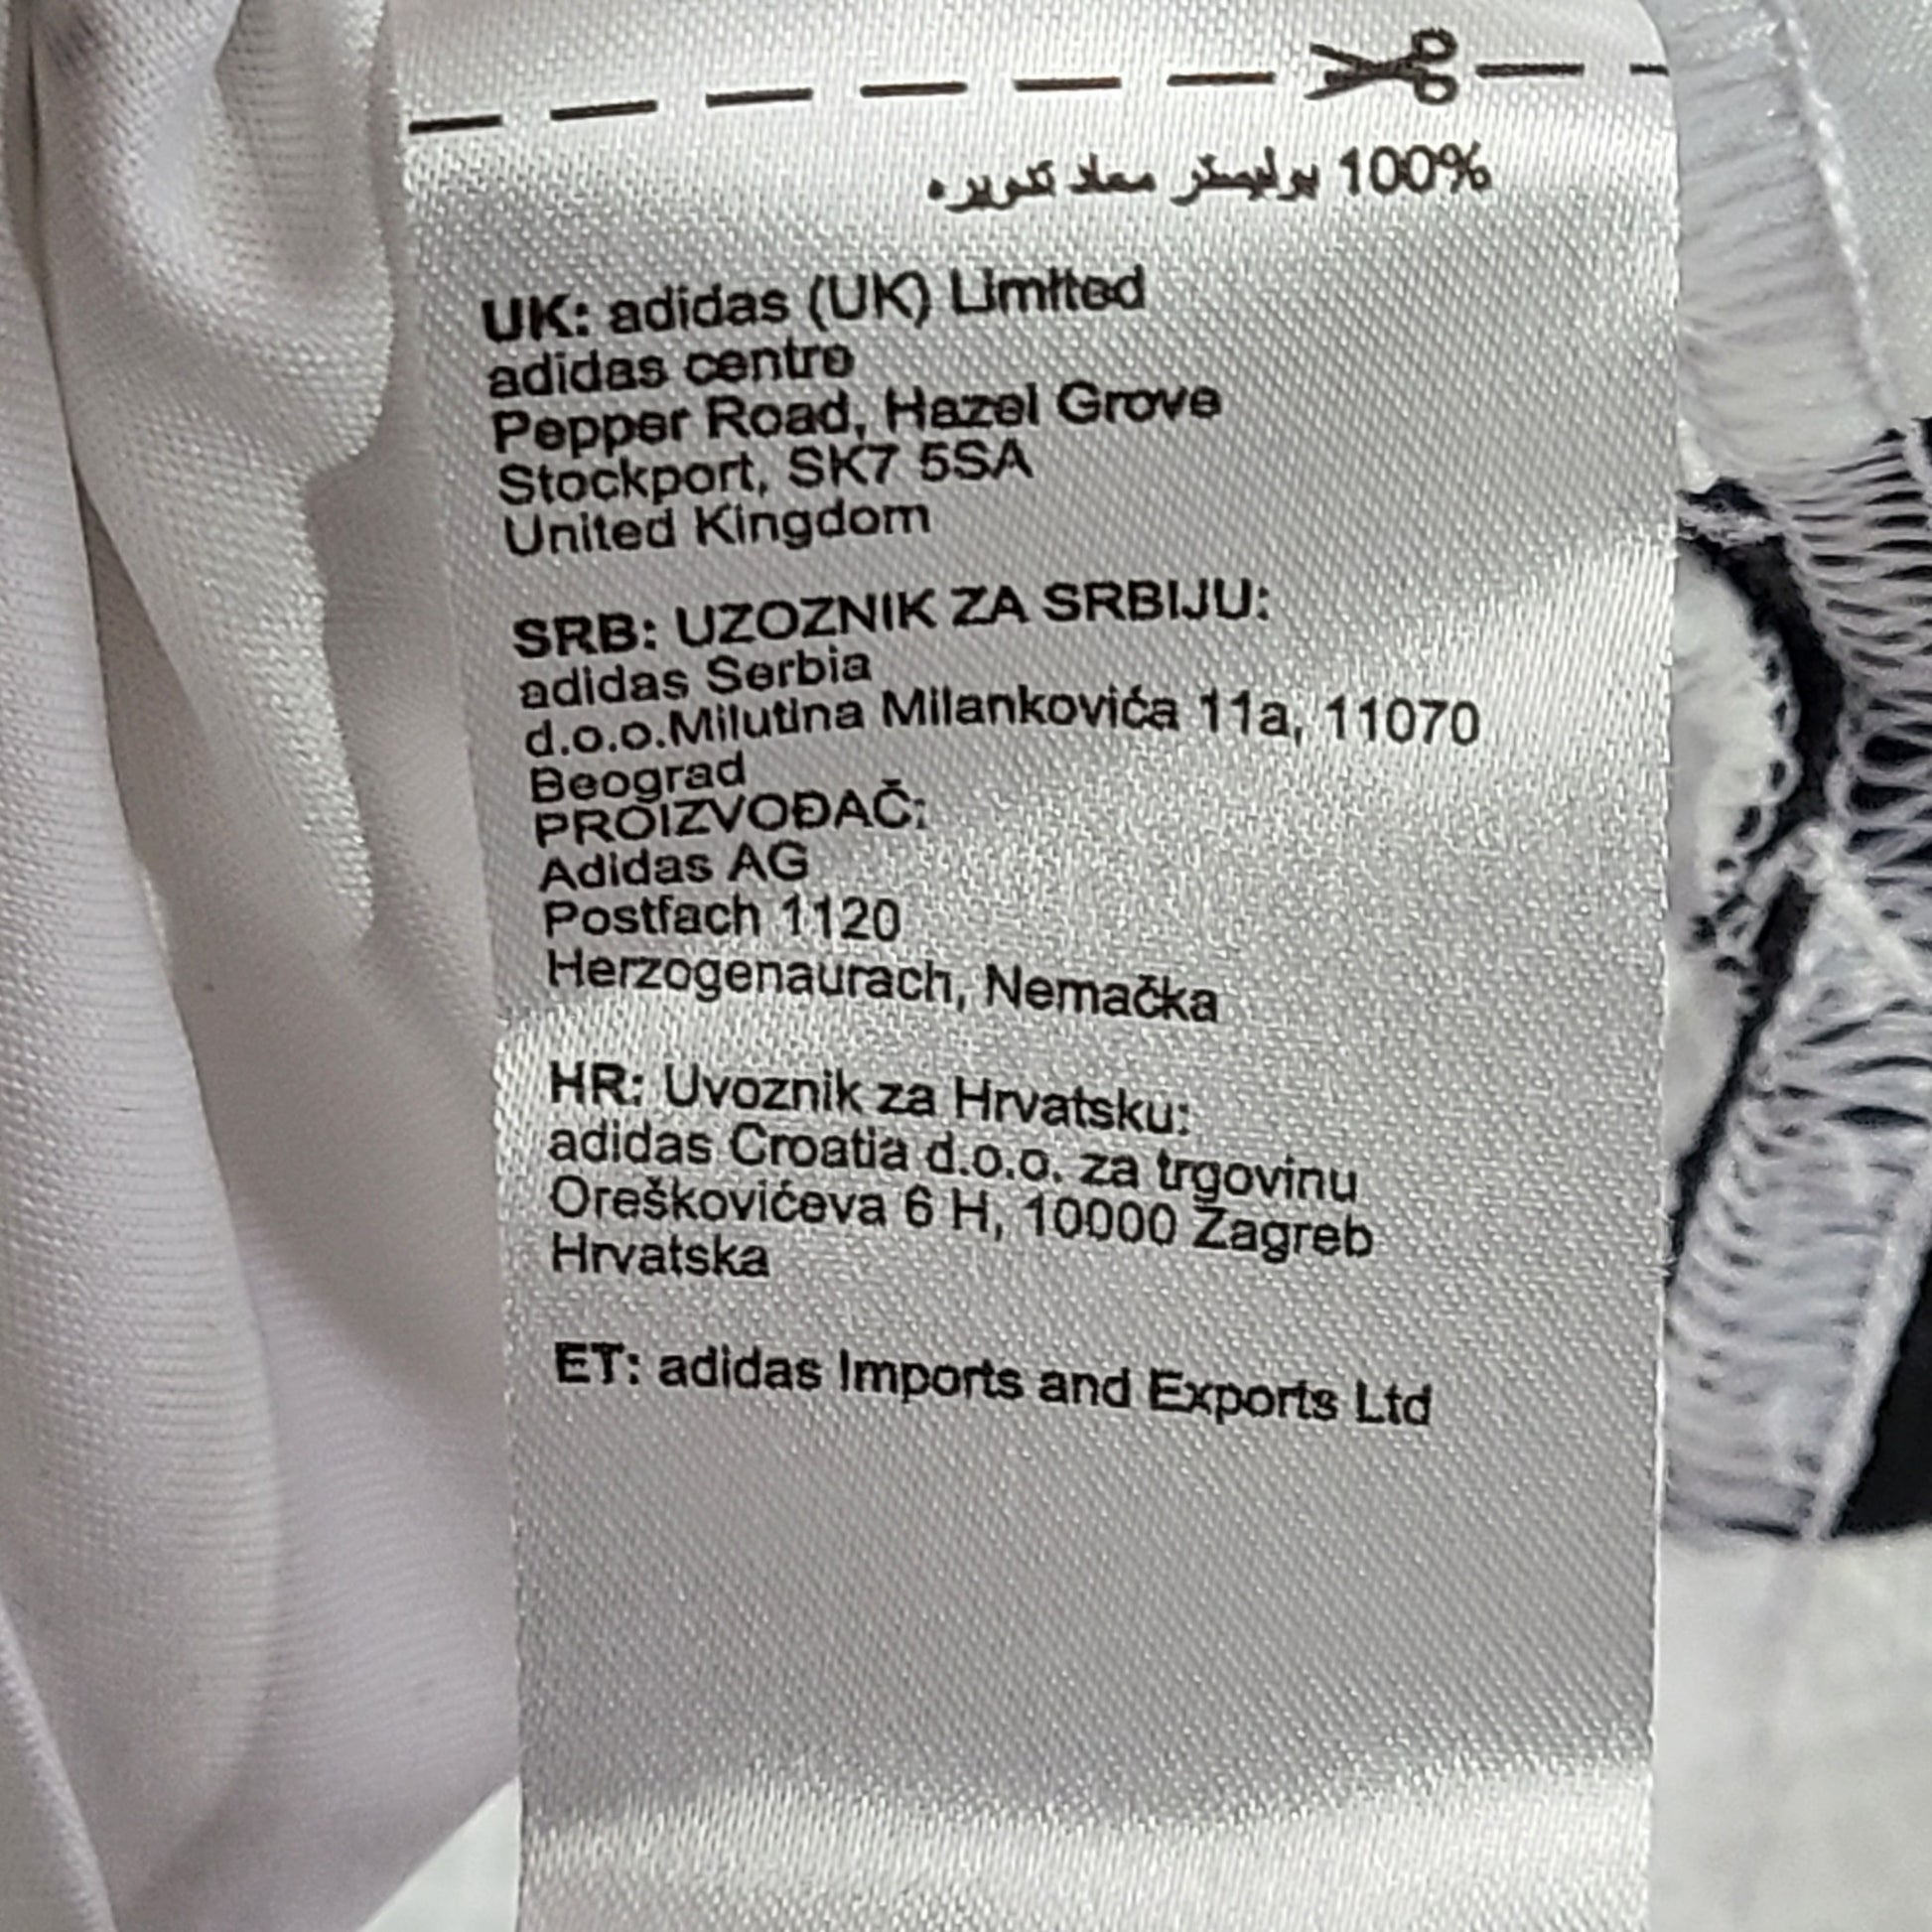 100% بوليستر معاد تدويره
UK: adidas (UK) Limited
adidas centre
Pepper Road, Hazel Grove
Stockport, SK7 5SA
United Kingdom
SRB: UZOZNIK ZA SRBIJU:
adidas Serbia
d.o.o.Milutina Milankovića 11a, 11070
Beograd
PROIZVOĐAČ:
Adidas AG
Postfach 1120
Herzogenaurach, Nemačka
HR: Uvoznik za Hrvatsku:
adidas Croatia d.o.o. za trgovinu
Oreškovićeva 6 H, 10000 Zagreb
Hrvatska
ET: adidas Imports and Exports Ltd